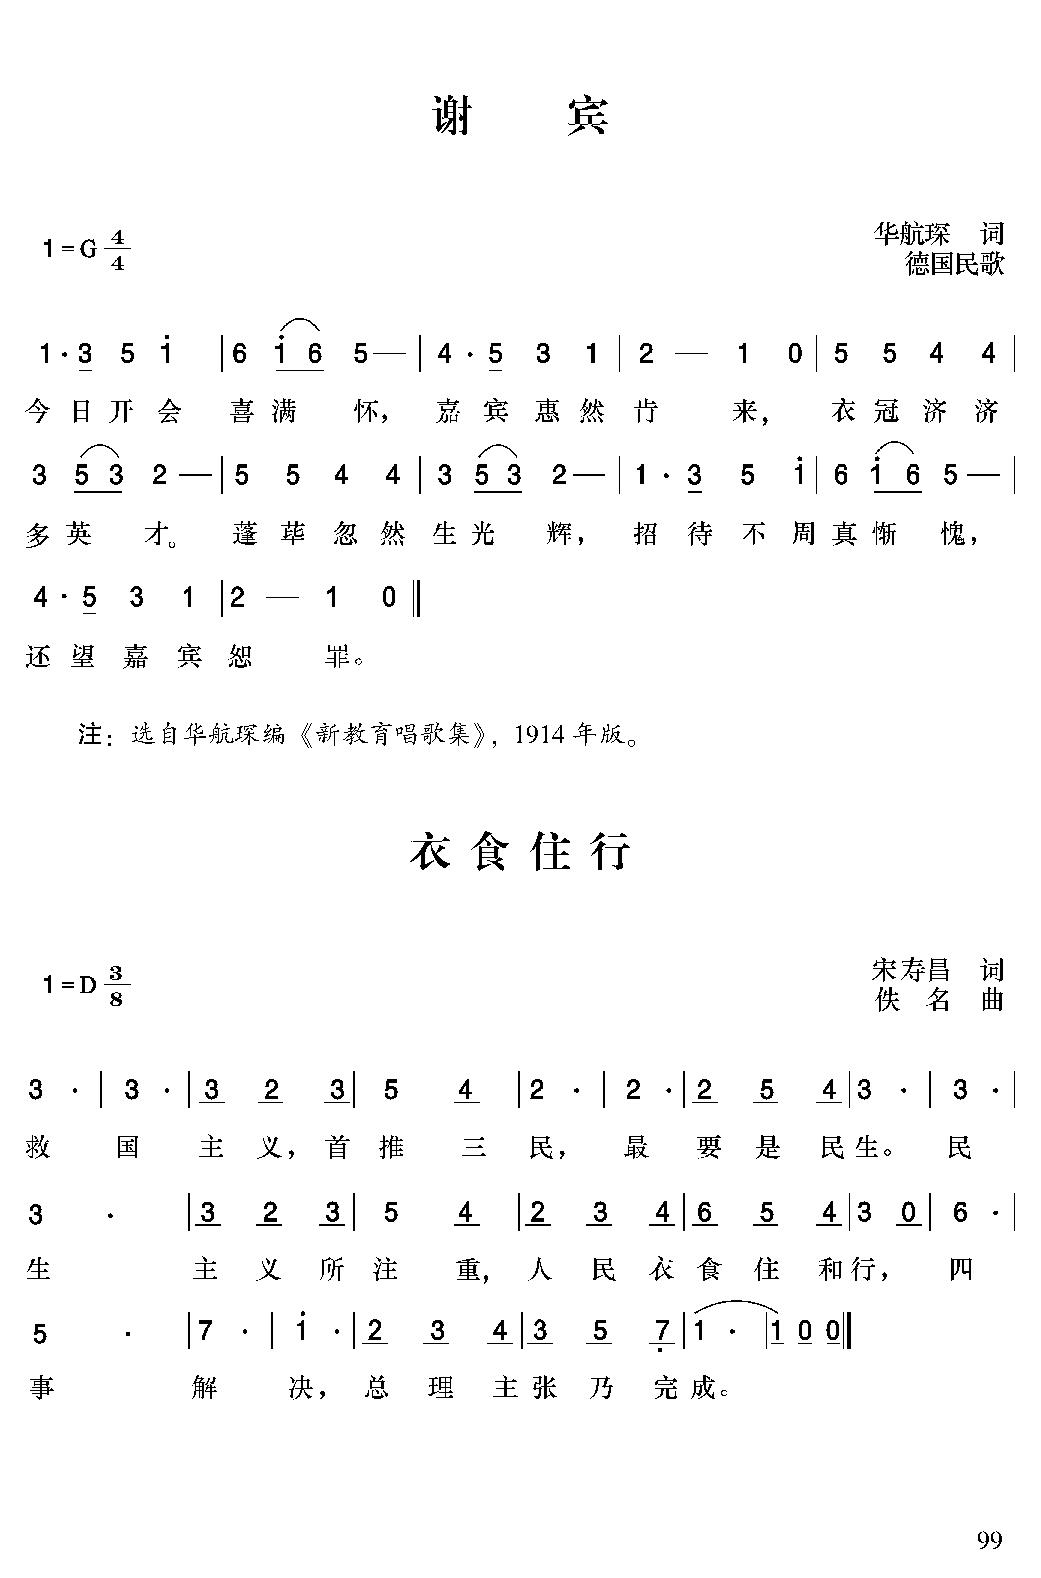 谢 宾
1=G 4/4
华航琛 词
德国民歌
1·3 5 i | 6 i 6 5— | 4·5 3 1 | 2 — 1 0 | 5 5 4 4 |
今日开会 喜满 怀， 嘉宾惠然肯 来， 衣冠济济
3 5 3 2— | 5 5 4 4 | 3 5 3 2— | 1·3 5 i | 6 i 6 5— |
多英 才。 蓬荜忽然生光 辉， 招待不周真惭 愧，
4·5 3 1 | 2 — 1 0 ‖
还望嘉宾恕 罪。
注：选自华航琛编《新教育唱歌集》，1914 年版。
衣食住行
1=D 3/8
宋寿昌 词
佚 名 曲
3 · | 3 · | 3 2 3 | 5 4 | 2 · | 2 · | 2 5 4 | 3 · | 3 · |
救 国 主义，首推 三 民， 最 要是民生。 民
3 · | 3 2 3 | 5 4 | 2 3 4 | 6 5 4 | 3 0 | 6 · |
生 主义所注 重，人民衣食住和行， 四
5 · | 7 · | i · | 2 3 4 | 3 5 7̣ | 1 · | 1 0 0 ‖
事 解 决，总理主张乃完成。
99